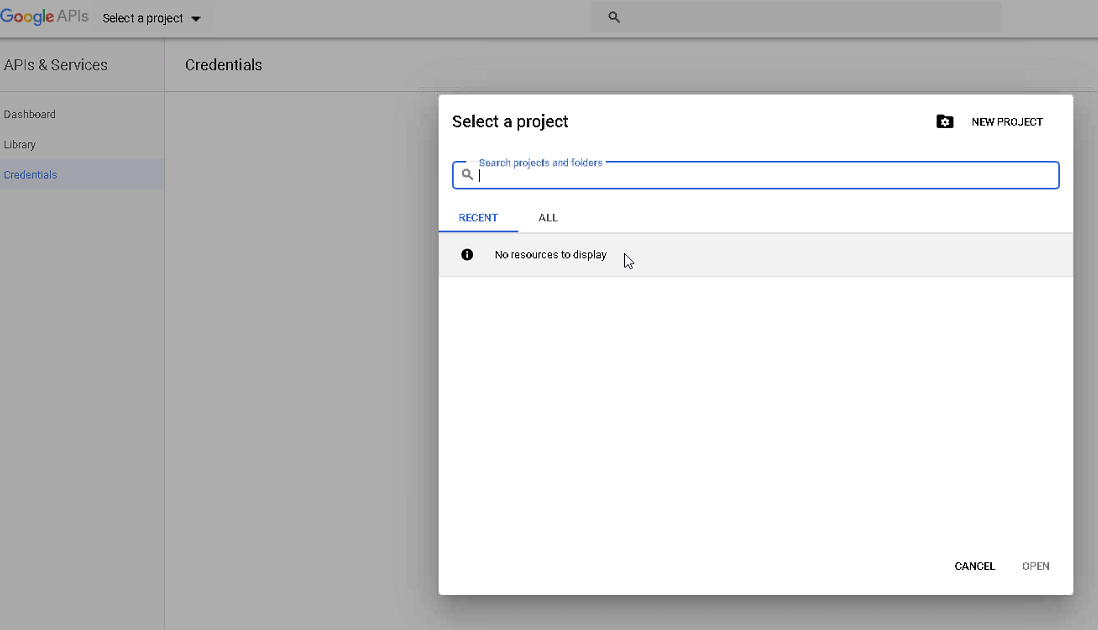 Google APIs Select a project
APIs & Services
Credentials
Dashboard
Library
Credentials
Select a project
NEW PROJECT
Search projects and folders
RECENT ALL
No resources to display
CANCEL OPEN